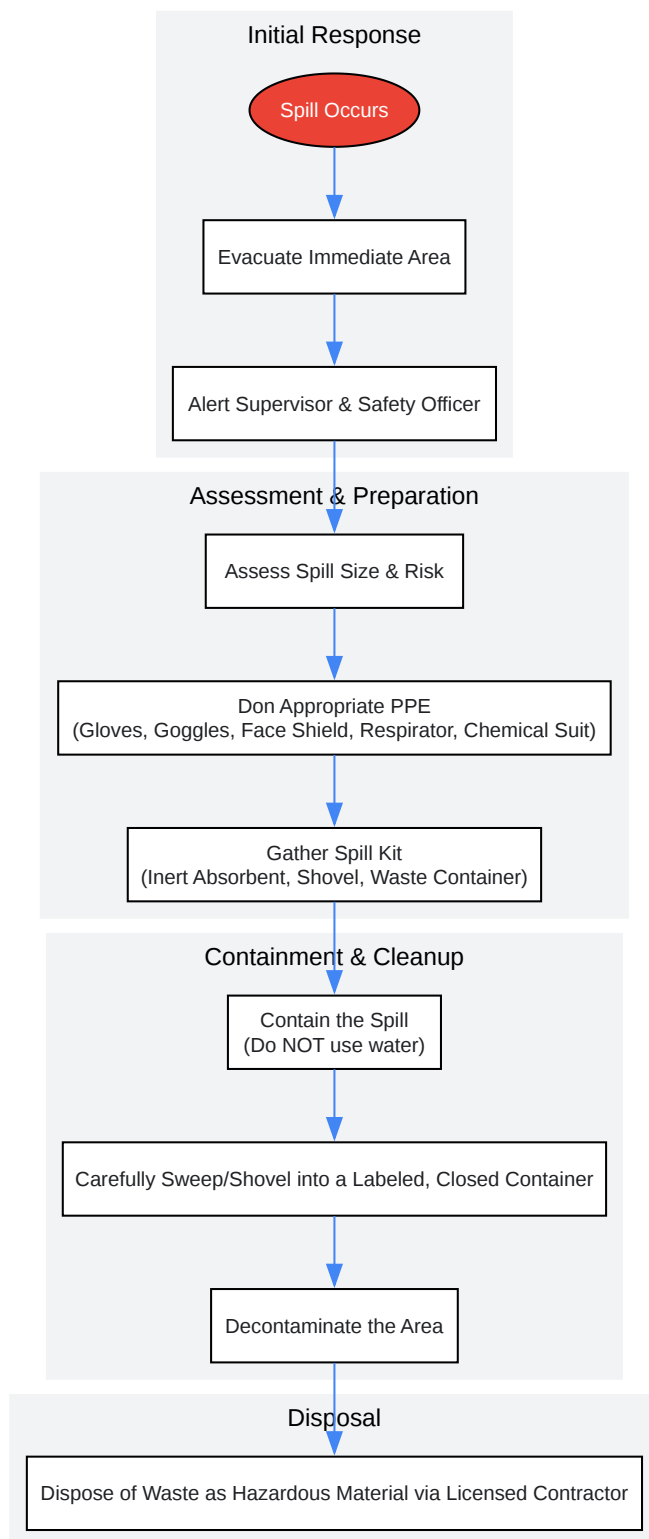 Initial Response
Spill Occurs
Evacuate Immediate Area
Alert Supervisor & Safety Officer
Assessment & Preparation
Assess Spill Size & Risk
Don Appropriate PPE
(Gloves, Goggles, Face Shield, Respirator, Chemical Suit)
Gather Spill Kit
(Inert Absorbent, Shovel, Waste Container)
Containment & Cleanup
Contain the Spill
(Do NOT use water)
Carefully Sweep/Shovel into a Labeled, Closed Container
Decontaminate the Area
Disposal
Dispose of Waste as Hazardous Material via Licensed Contractor